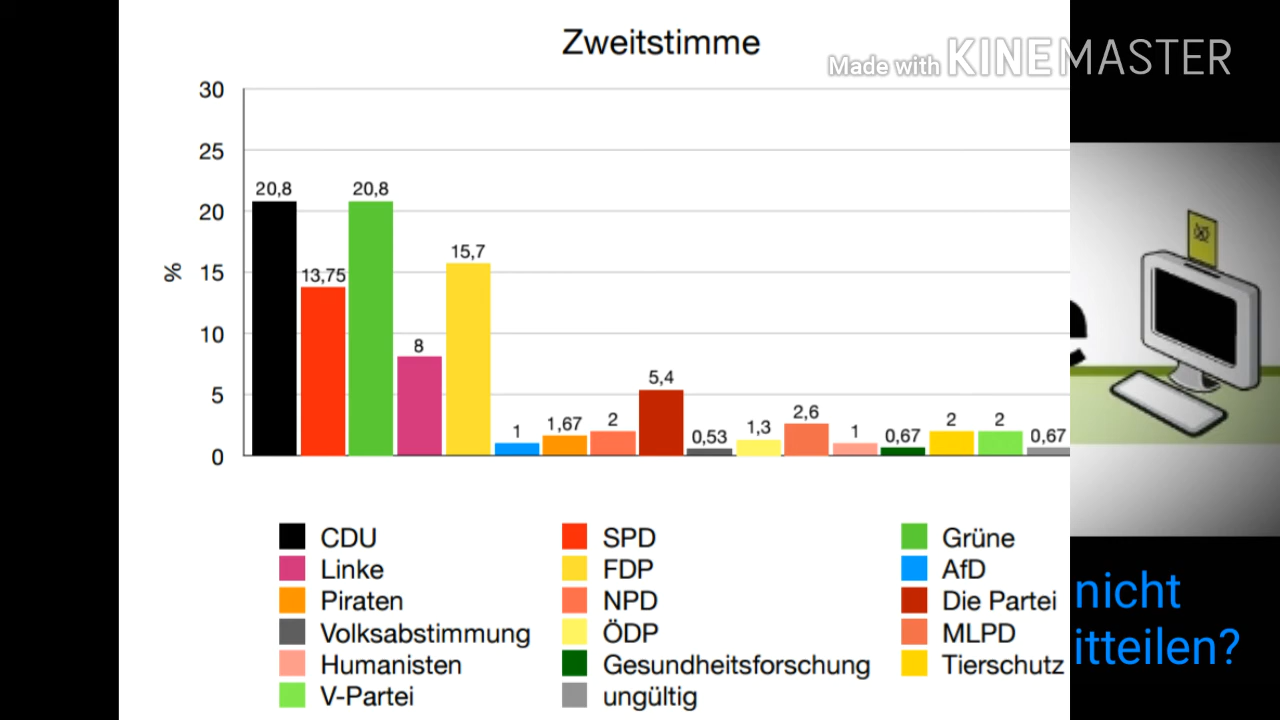 Zweitstimme
Made with KINEMASTER
30
25
20
15
10
5
0
%
20,8
13,75
20,8
8
15,7
1
1,67
2
5,4
0,53
1,3
2,6
1
0,67
2
2
0,67
CDU SPD Grüne
Linke FDP AfD
Piraten NPD Die Partei
Volksabstimmung ÖDP MLPD
Humanisten Gesundheitsforschung Tierschutz
V-Partei ungültig
e
nicht
itteilen?